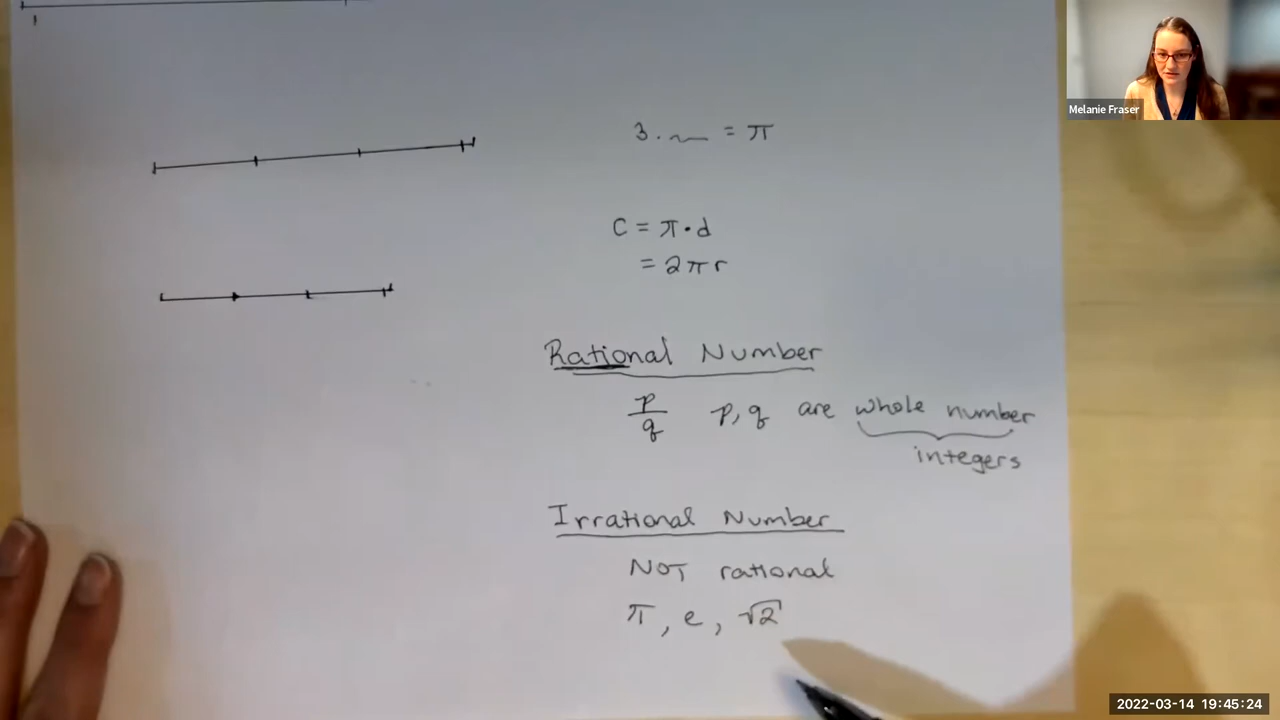 Melanie Fraser
3. = π
C = π · d
= 2πr
Rational Number
p/q p, q are whole number
integers
Irrational Number
NOT rational
π, e, √2
2022-03-14 19:45:24